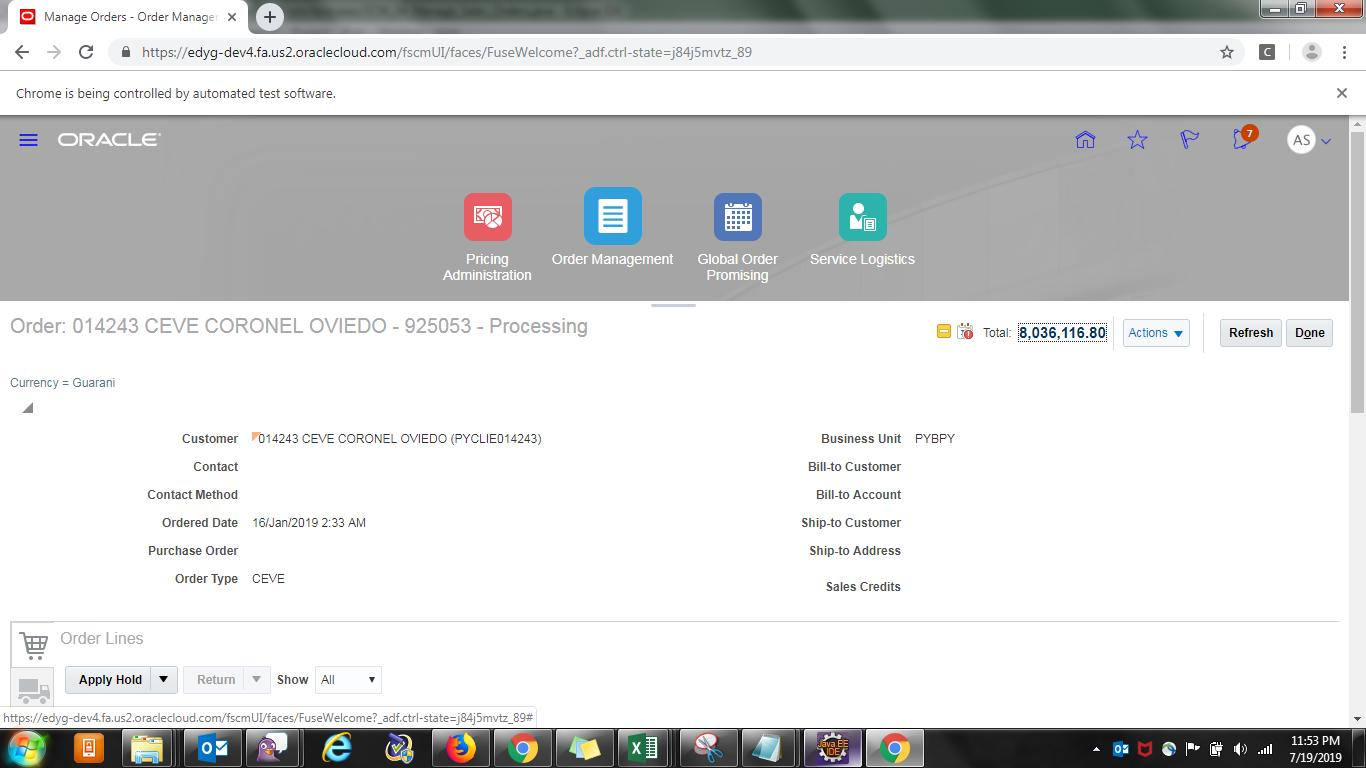 Manage Orders - Order Manager
https://edyg-dev4.fa.us2.oraclecloud.com/fscmUI/faces/FuseWelcome?_adf.ctrl-state=j84j5mvtz_89
C
Chrome is being controlled by automated test software.
ORACLE
7
AS
Pricing Administration
Order Management
Global Order Promising
Service Logistics
Order: 014243 CEVE CORONEL OVIEDO - 925053 - Processing
Total: 8,036,116.80
Actions
Refresh
Done
Currency = Guarani
Customer 014243 CEVE CORONEL OVIEDO (PYCLIE014243)
Business Unit PYBPY
Contact
Bill-to Customer
Contact Method
Bill-to Account
Ordered Date 16/Jan/2019 2:33 AM
Ship-to Customer
Purchase Order
Ship-to Address
Order Type CEVE
Sales Credits
Order Lines
Apply Hold
Return
Show All
https://edyg-dev4.fa.us2.oraclecloud.com/fscmUI/faces/FuseWelcome?_adf.ctrl-state=j84j5mvtz_89#
Java EE
IDE
11:53 PM
7/19/2019